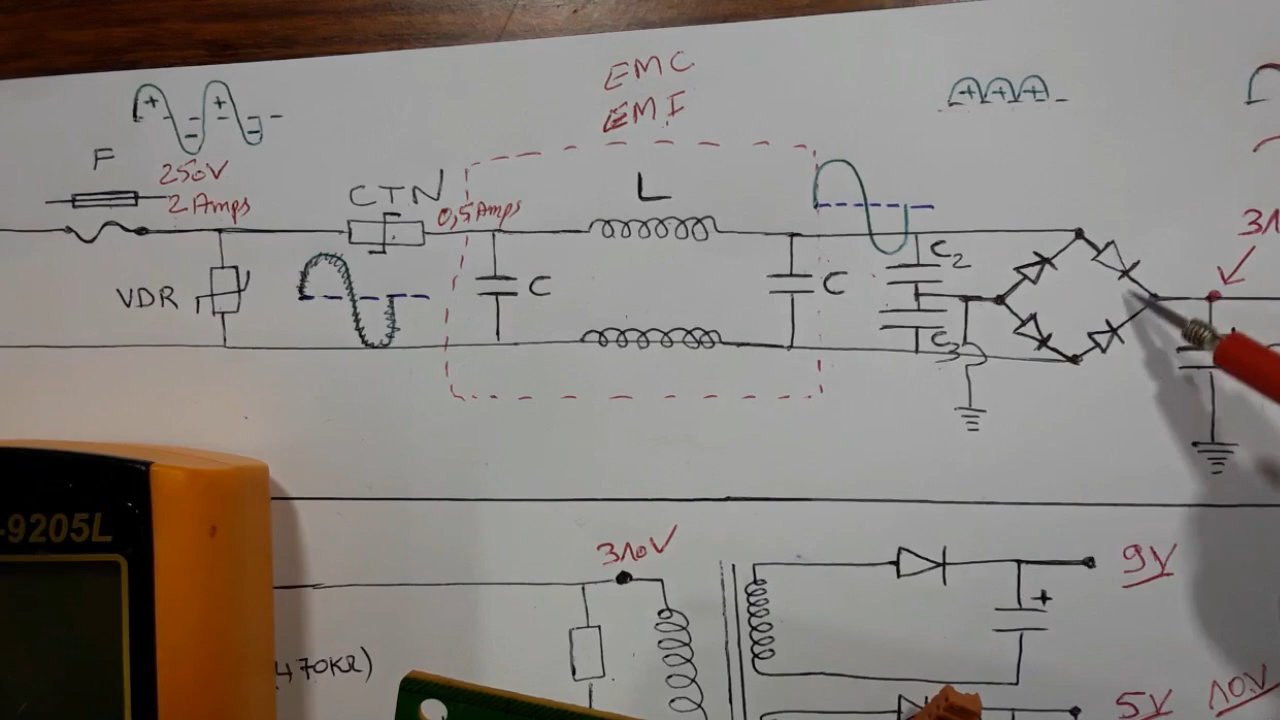 EMC
EMI
+ - + -
+ + + -
F
250V
2 Amps
CTN
0,5 Amps
L
VDR
C
C
C2
C3
31
-9205L
310V
470KΩ)
9V
+
5V
10V